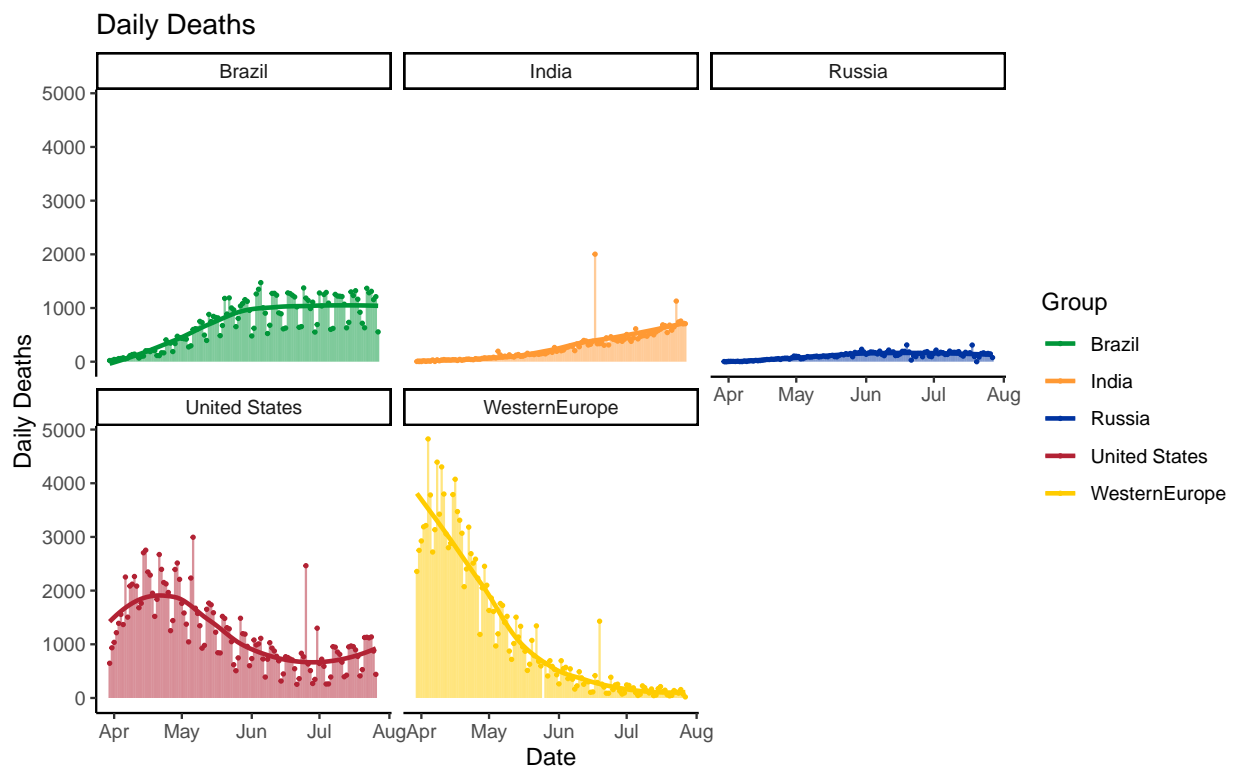 Daily Deaths
Brazil
India
Russia
5000
4000
3000
2000
1000
0
Apr May Jun Jul Aug
United States
WesternEurope
5000
4000
3000
2000
1000
0
Apr May Jun Jul Aug
Apr May Jun Jul Aug
Date
Daily Deaths
Group
Brazil
India
Russia
United States
WesternEurope